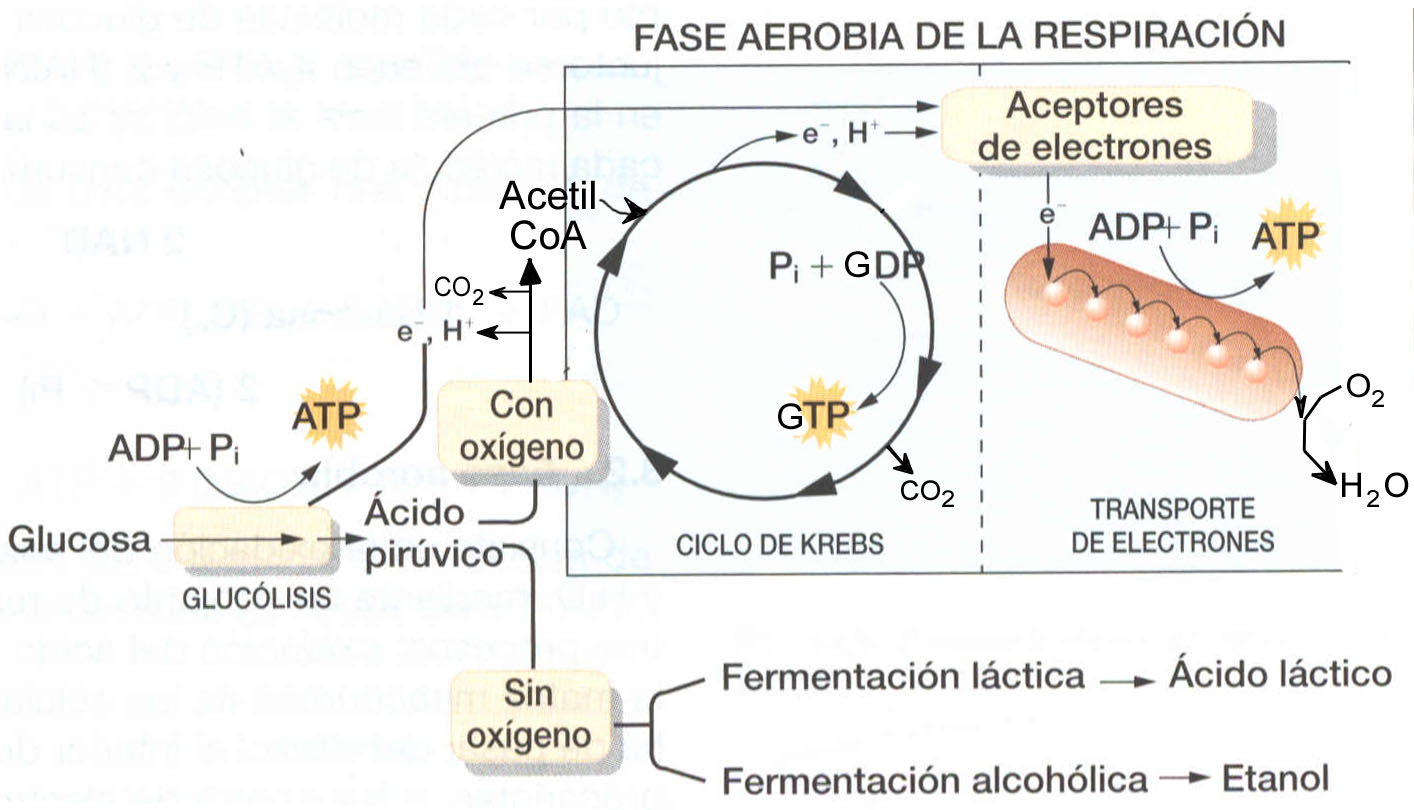 FASE AEROBIA DE LA RESPIRACIÓN
Aceptores
de electrones
e⁻, H⁺
e⁻
Acetil
CoA
CO₂
e⁻, H⁺
Pᵢ + GDP
GTP
CO₂
ADP+ Pᵢ
ATP
O₂
H₂O
ATP
ADP+ Pᵢ
Con
oxígeno
Glucosa
Ácido
pirúvico
GLUCÓLISIS
CICLO DE KREBS
TRANSPORTE
DE ELECTRONES
Sin
oxígeno
Fermentación láctica
Ácido láctico
Fermentación alcohólica
Etanol